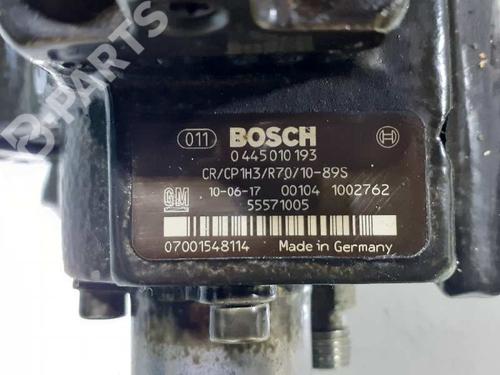 B-PARTS
011 BOSCH
0 445 010 193
CR/CP1H3/R70/10-89S
GM 10-06-17 00104 1002762
55571005
07001548114 Made in Germany